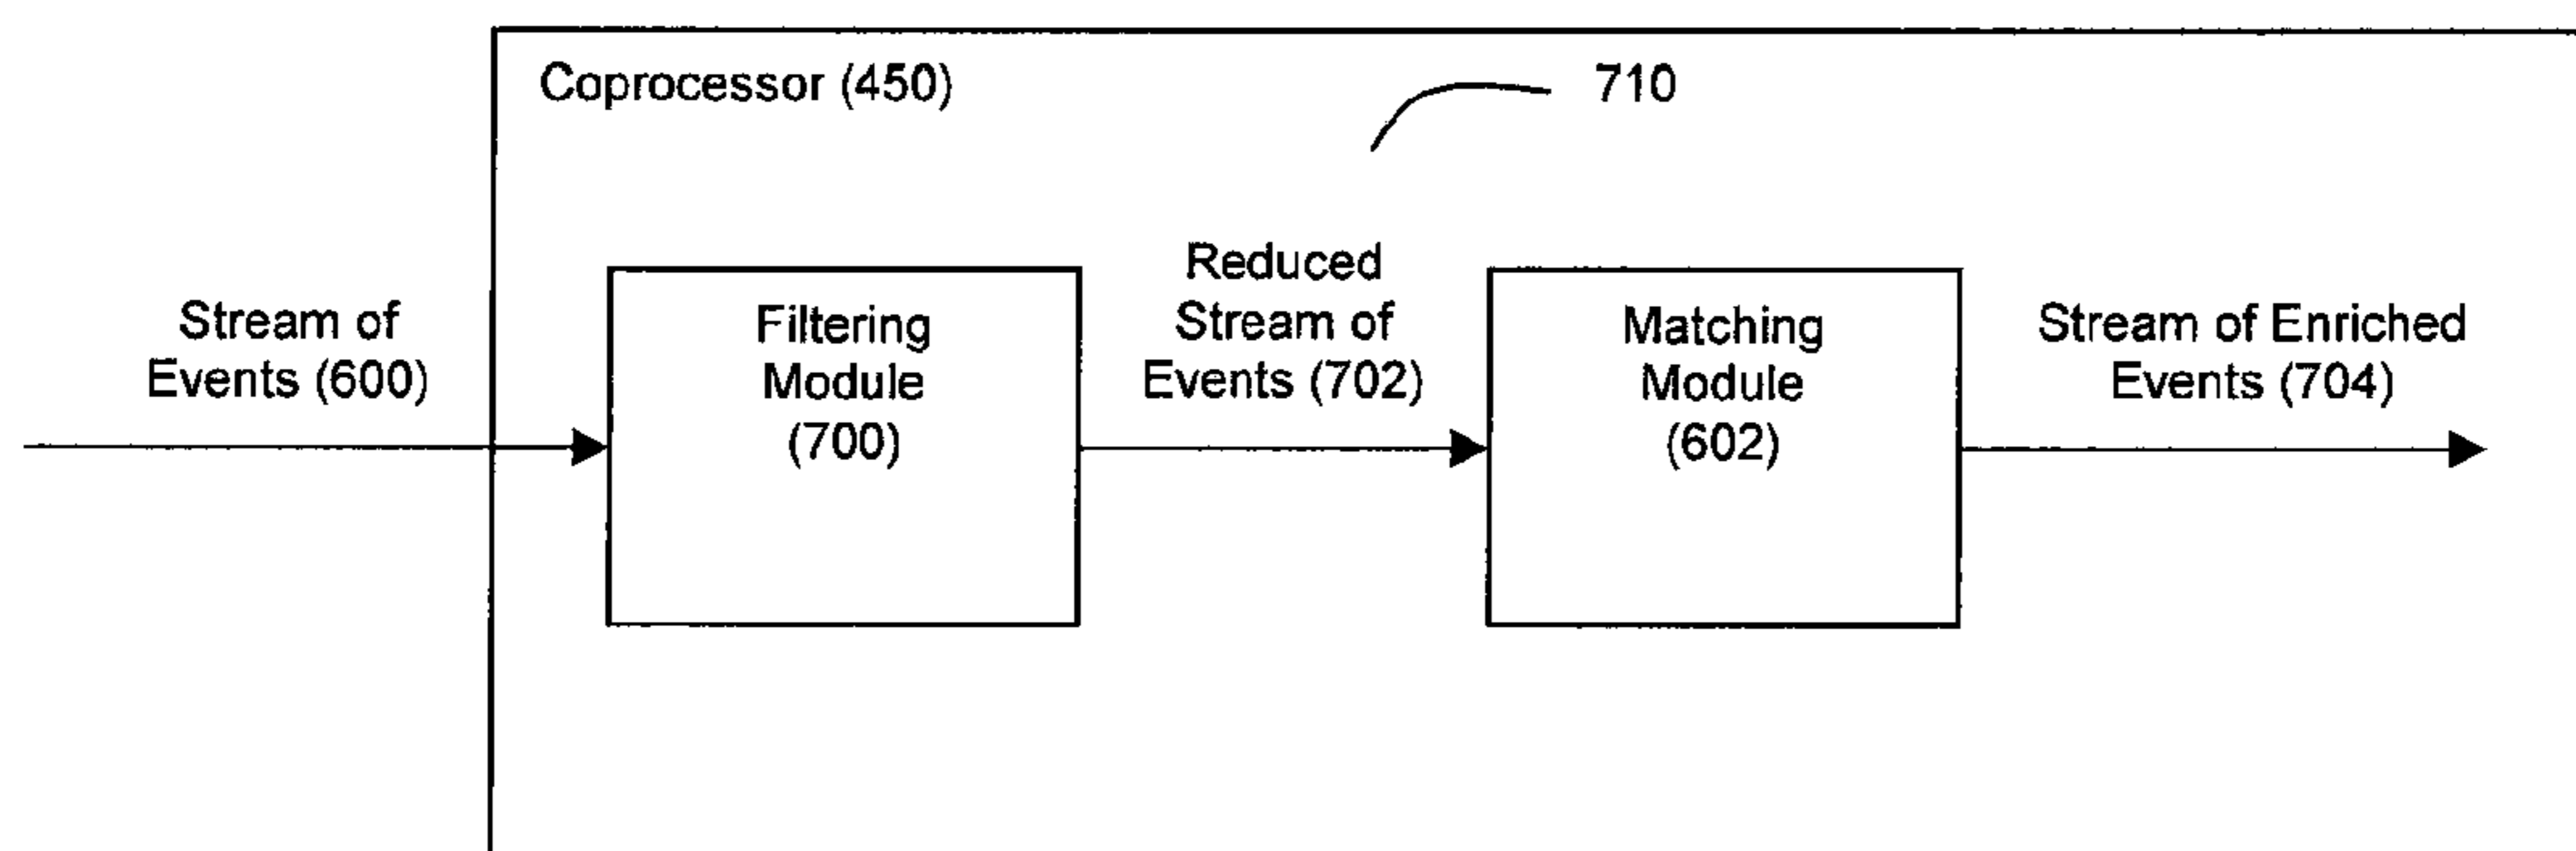 Coprocessor (450)
710
Stream of
Events (600)
Filtering
Module
(700)
Reduced
Stream of
Events (702)
Matching
Module
(602)
Stream of Enriched
Events (704)